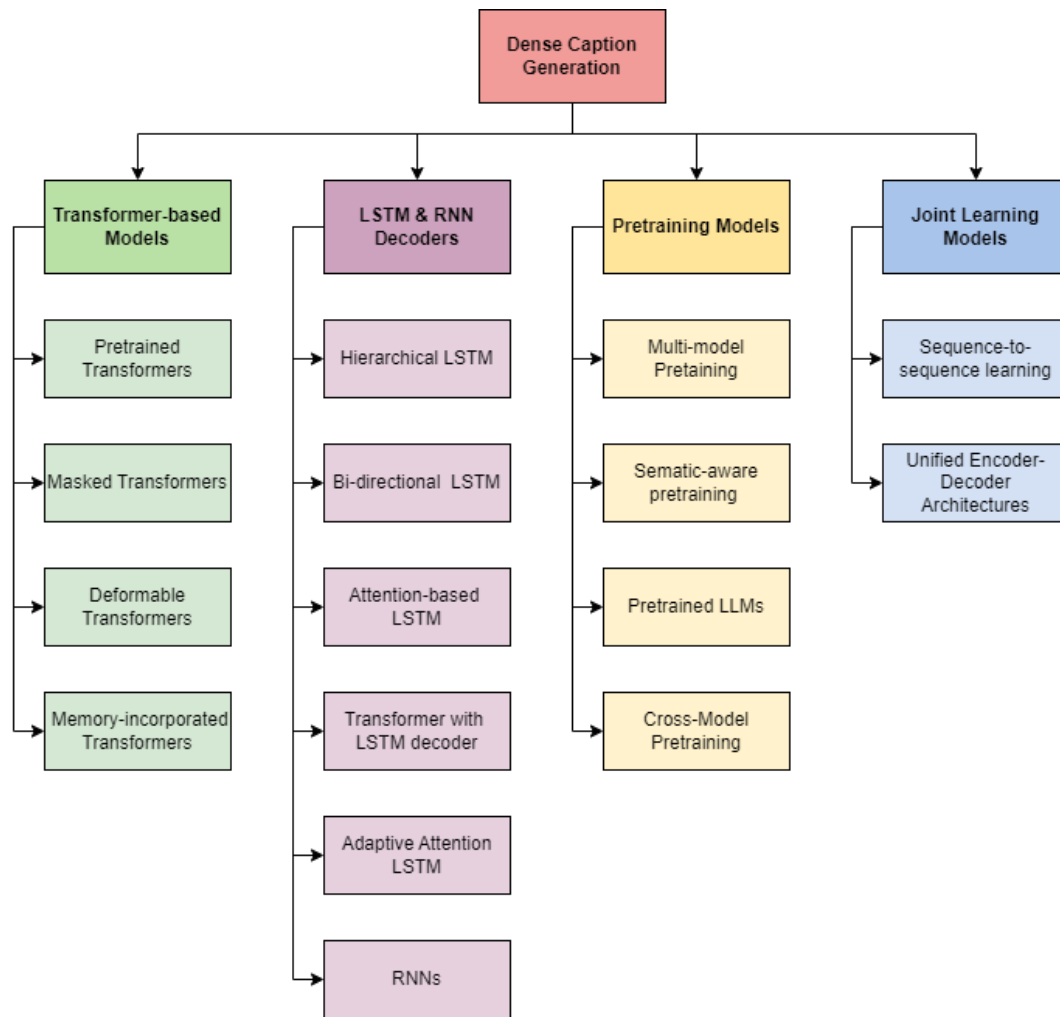 Dense Caption
Generation
Transformer-based
Models
Pretrained
Transformers
Masked Transformers
Deformable
Transformers
Memory-incorporated
Transformers
LSTM & RNN
Decoders
Hierarchical LSTM
Bi-directional LSTM
Attention-based
LSTM
Transformer with
LSTM decoder
Adaptive Attention
LSTM
RNNs
Pretraining Models
Multi-model
Pretaining
Sematic-aware
pretraining
Pretrained LLMs
Cross-Model
Pretraining
Joint Learning
Models
Sequence-to-
sequence learning
Unified Encoder-
Decoder
Architectures